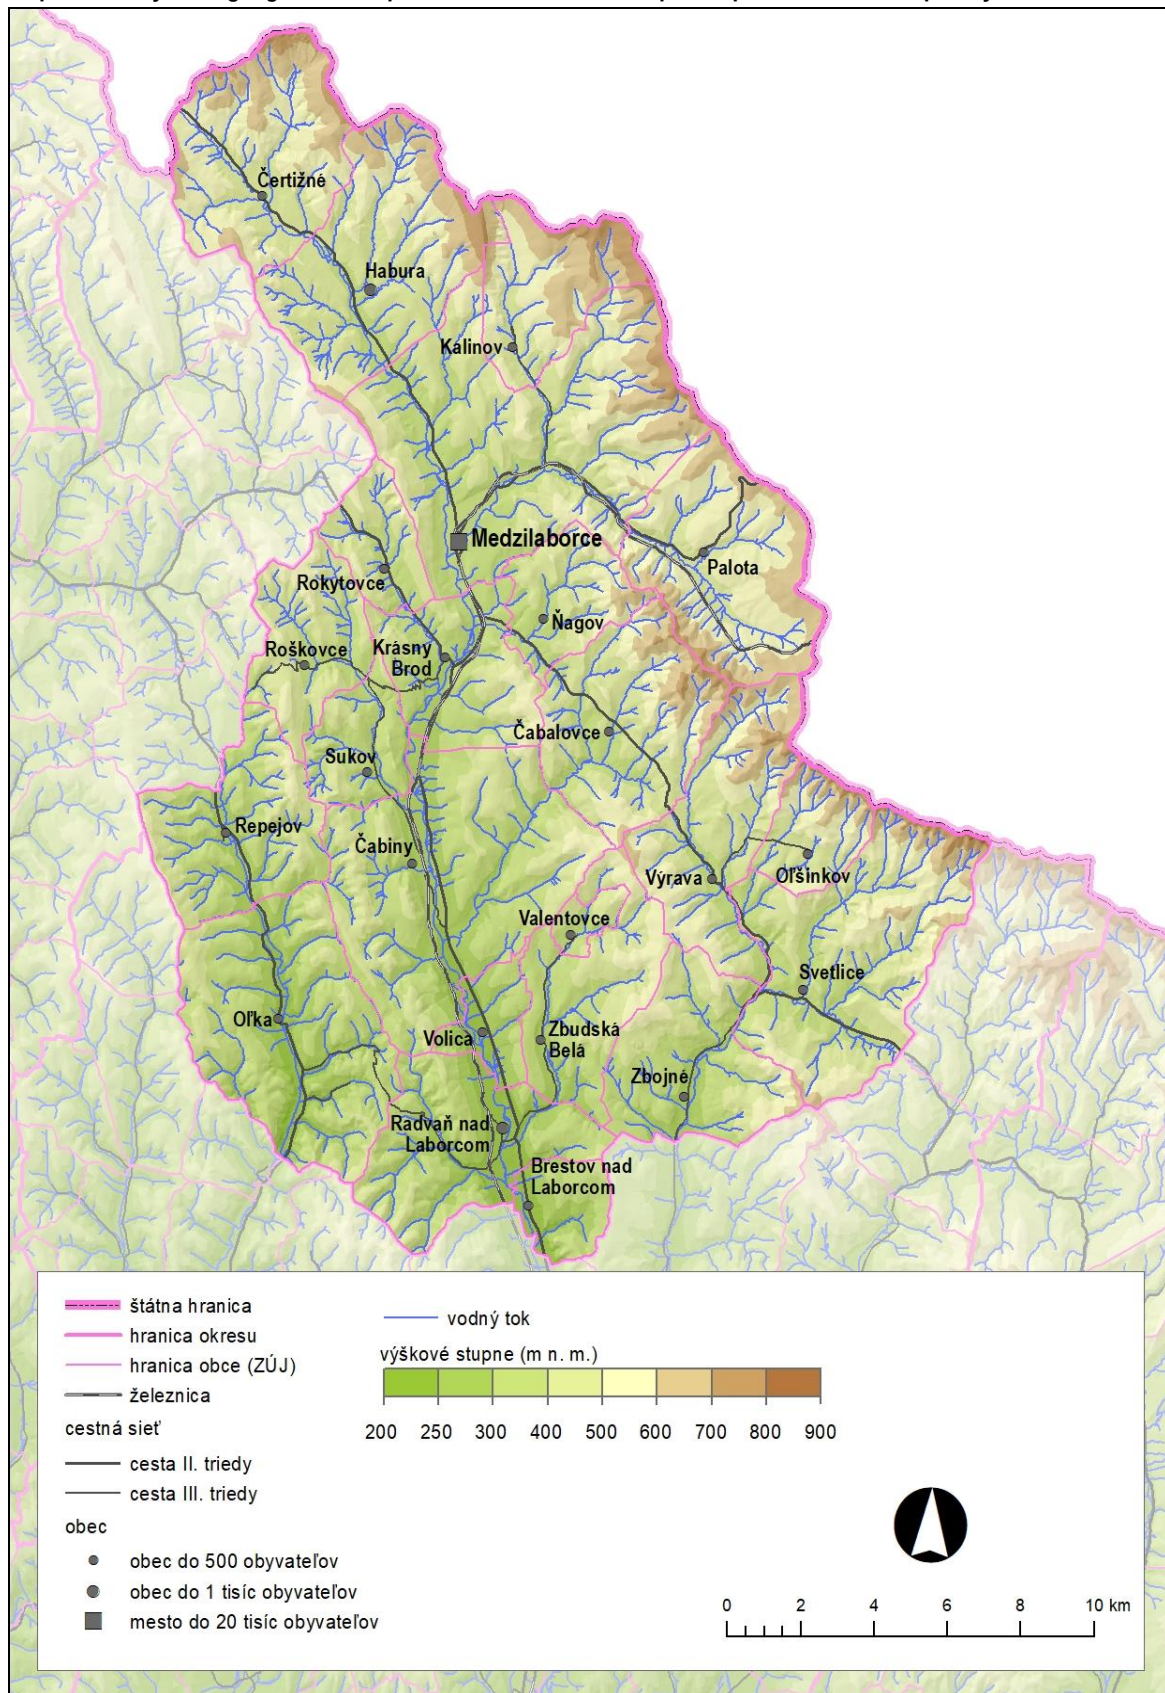 Čertižné
Habura
Kalinov
Medzilaborce
Palota
Rokytovce
Ňagov
Krásny
Brod
Roškovce
Čabalovce
Sukov
Repejov
Čabiny
Výrava
Oľšinkov
Valentovce
Svetlice
Oľka
Volica
Zbudská
Belá
Zbojné
Radvaň nad
Laborcom
Brestov nad
Laborcom
štátna hranica
hranica okresu
hranica obce (ZÚJ)
železnica
cestná sieť
cesta II. triedy
cesta III. triedy
obec
obec do 500 obyvateľov
obec do 1 tisíc obyvateľov
mesto do 20 tisíc obyvateľov
vodný tok
výškové stupne (m n. m.)
200 250 300 400 500 600 700 800 900
0 2 4 6 8 10 km